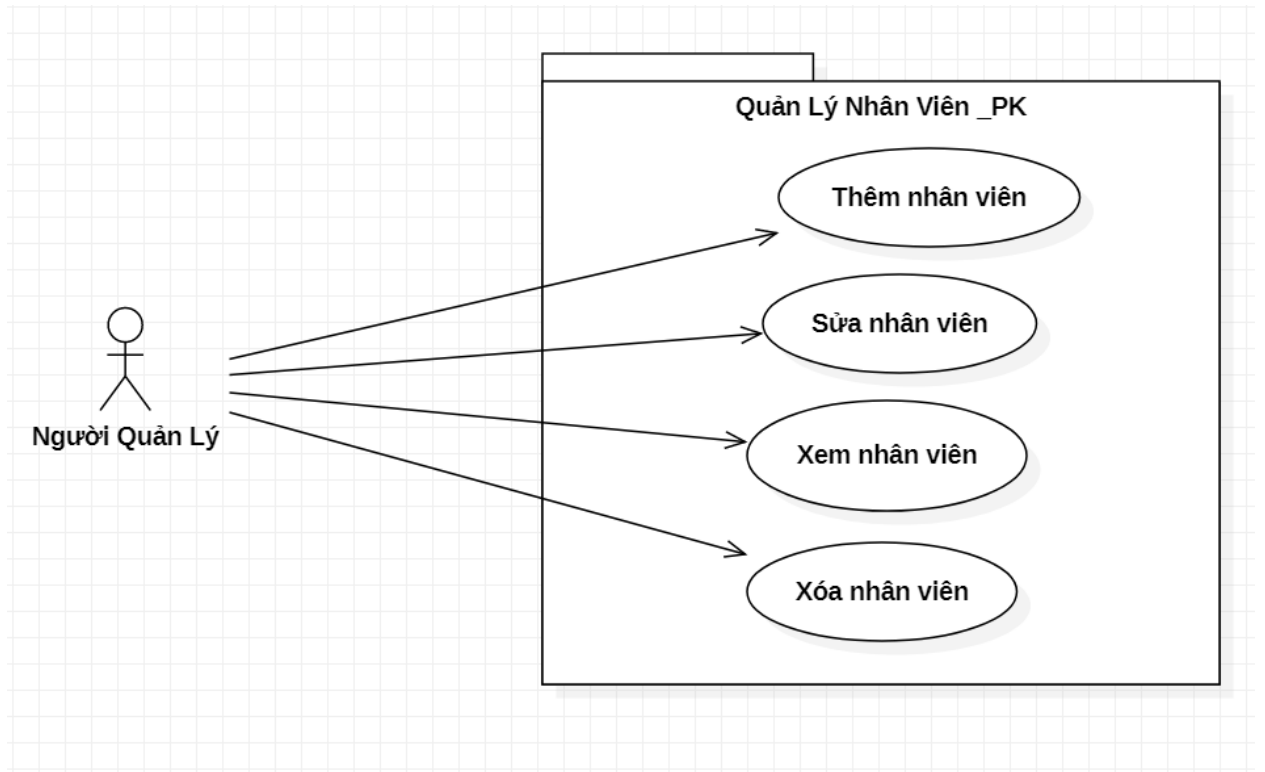 Quản Lý Nhân Viên _PK
Thêm nhân viên
Sửa nhân viên
Người Quản Lý
Xem nhân viên
Xóa nhân viên